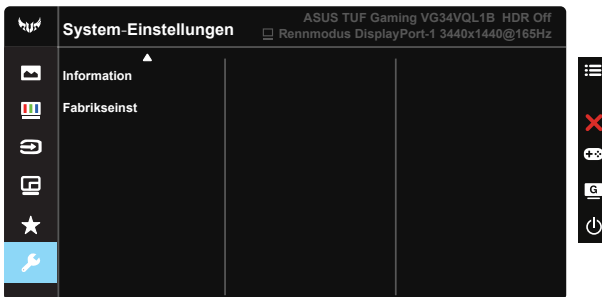 System-Einstellungen
ASUS TUF Gaming VG34VQL1B HDR Off
Rennmodus DisplayPort-1 3440x1440@165Hz
Information
Fabrikseinst
G